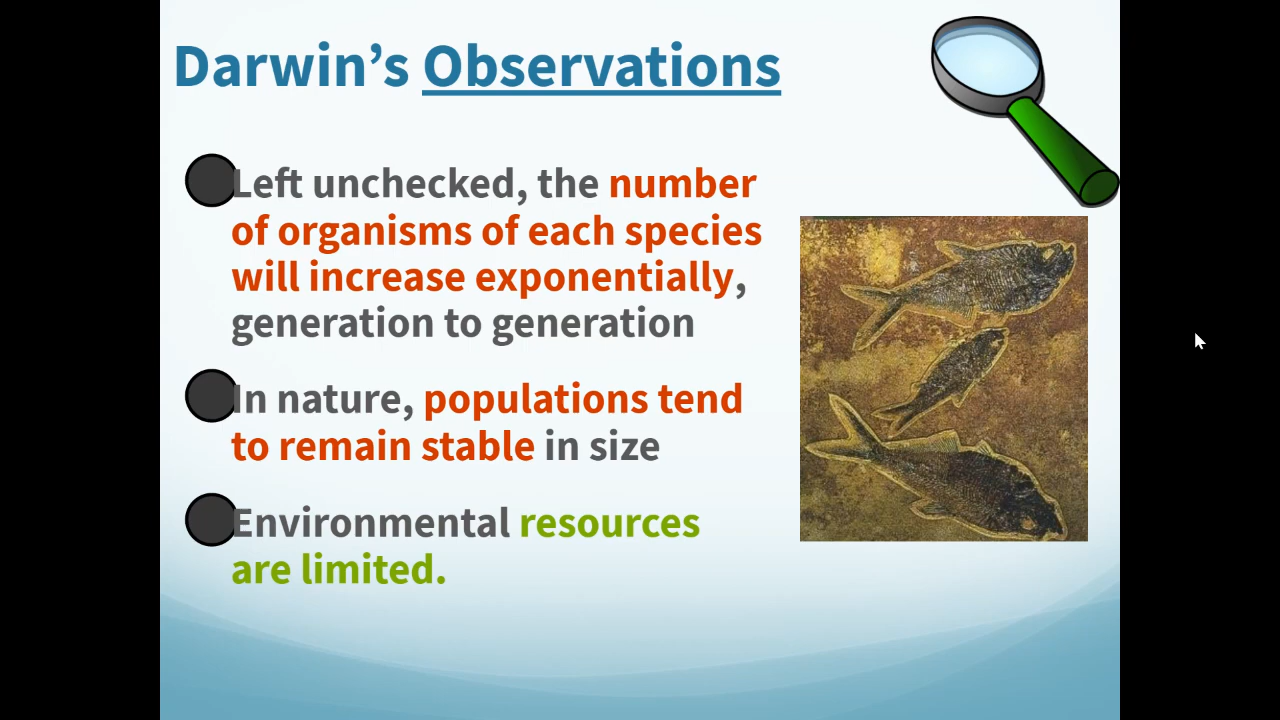 Darwin’s Observations
Left unchecked, the number
of organisms of each species
will increase exponentially,
generation to generation
In nature, populations tend
to remain stable in size
Environmental resources
are limited.